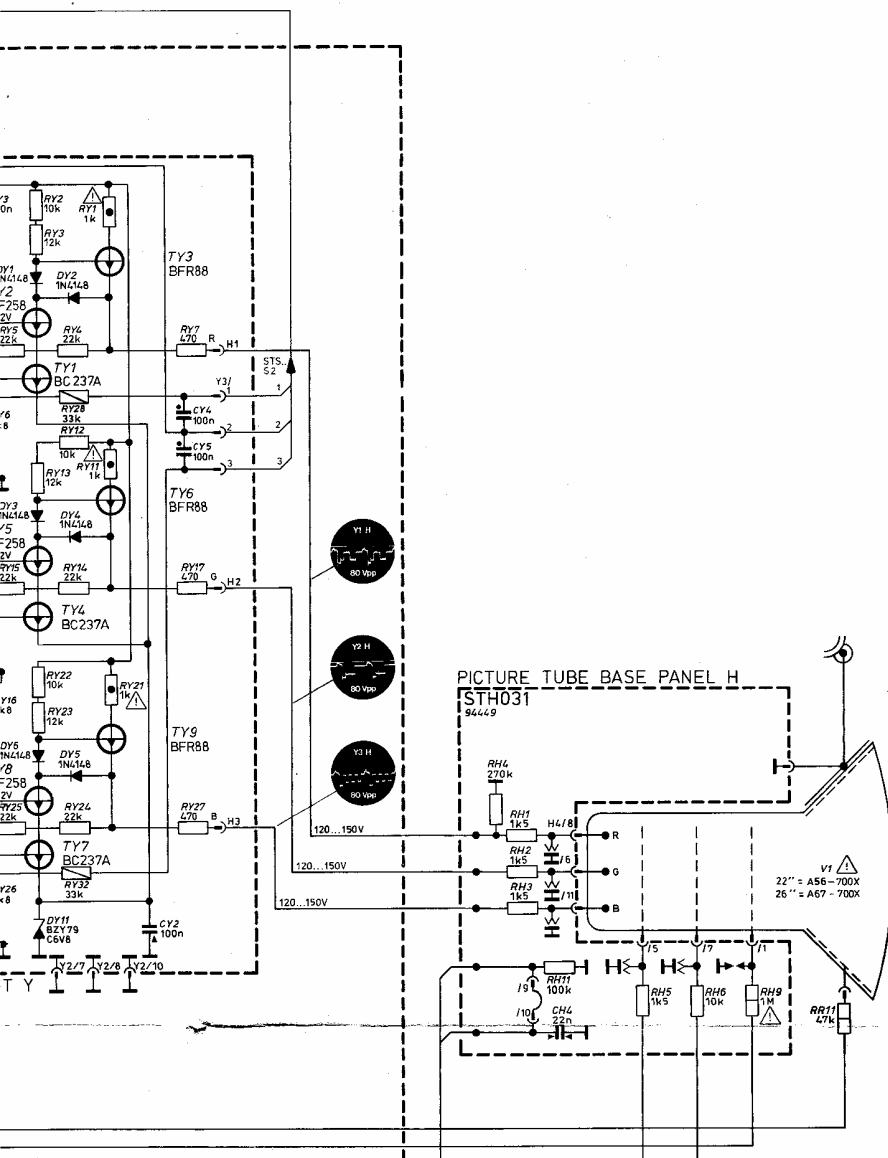 RY2
10k
RY1
1k
RY3
12k
TY3
BFR88
DY1
1N4148
DY2
1N4148
RY5
22k
RY4
22k
RY7
470
R
H1
STS..
S2
TY1
BC237A
Y3/
1
1
RY28
33k
CY4
100n
2
2
RY12
10k
RY11
1k
CY5
100n
3
3
RY13
12k
TY6
BFR88
DY3
1N4148
DY4
1N4148
F258
Y1 H
80 Vpp
RY15
22k
RY14
22k
RY17
470
G
H2
TY4
BC237A
Y2 H
80 Vpp
RY22
10k
RY21
1k
RY23
12k
PICTURE TUBE BASE PANEL H
STH031
94449
TY9
BFR88
DY6
1N4148
DY5
1N4148
F258
Y3 H
80 Vpp
RH4
270k
RY25
22k
RY24
22k
RY27
470
B
H3
120...150V
RH1
1k5
H4/8
R
TY7
BC237A
120...150V
RH2
1k5
/6
G
V1
22" = A56-700X
26" = A67-700X
RY32
33k
120...150V
RH3
1k5
/11
B
DY11
BZY79
C6V8
CY2
100n
/5
/7
/1
Y2/7
Y2/8
Y2/10
T Y
RH11
100k
/9
/10
CH4
22n
RH5
1k5
RH6
10k
RH9
1M
RR11
47k